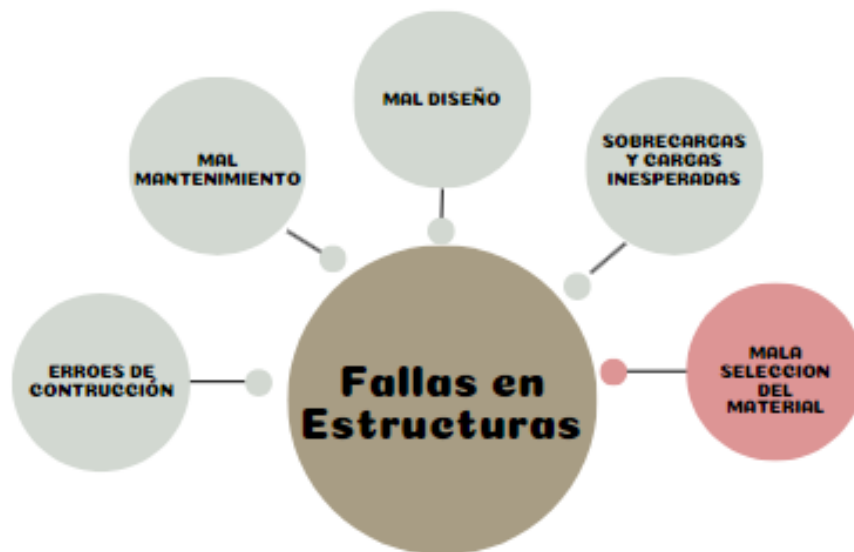 MAL DISEÑO
MAL
MANTENIMIENTO
SOBRECARGAS
Y CARGAS
INESPERADAS
ERROES DE
CONTRUCCIÓN
Fallas en
Estructuras
MALA
SELECCION
DEL
MATERIAL